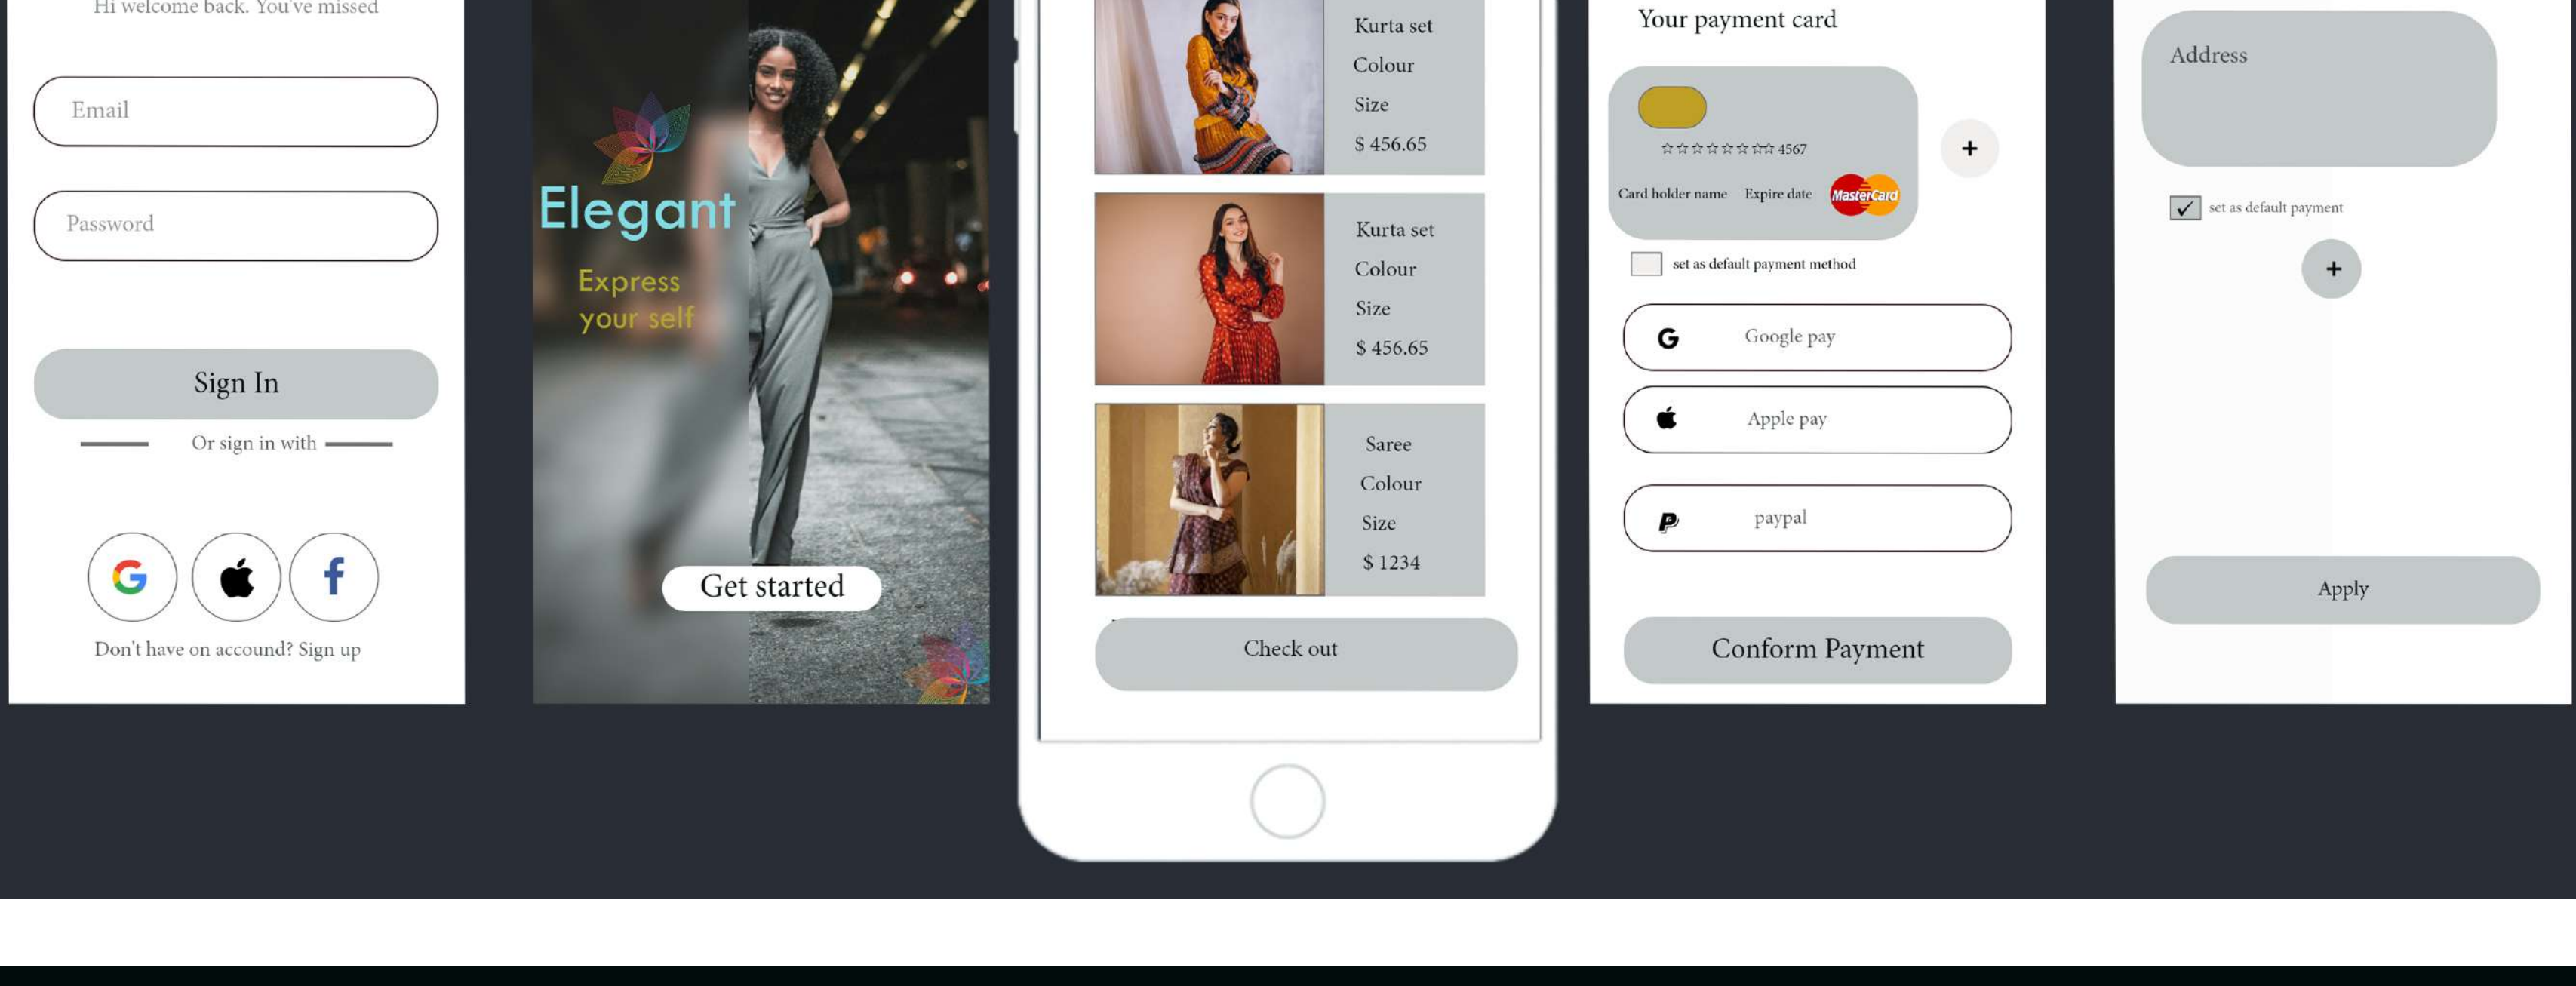 Hi welcome back. You've missed
Email
Password
Sign In
Or sign in with
Don't have on accound? Sign up
Elegant
Express
your self
Get started
Kurta set
Colour
Size
$ 456.65
Kurta set
Colour
Size
$ 456.65
Saree
Colour
Size
$ 1234
Check out
Your payment card
☆☆☆☆☆☆☆☆ 4567
Card holder name Expire date MasterCard
set as default payment method
Google pay
Apple pay
paypal
Conform Payment
Address
set as default payment
Apply